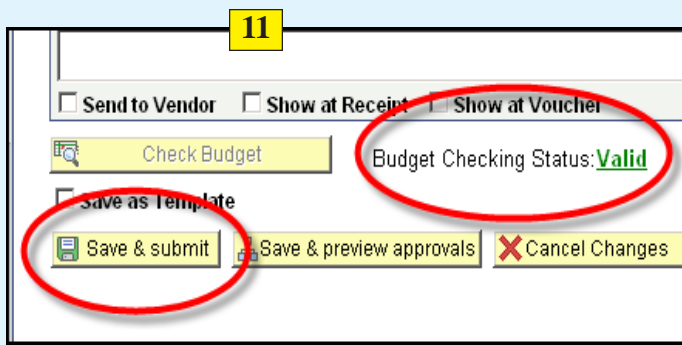 11
Send to Vendor Show at Receipt Show at Voucher
Check Budget Budget Checking Status:Valid
Save as Template
Save & submit Save & preview approvals Cancel Changes